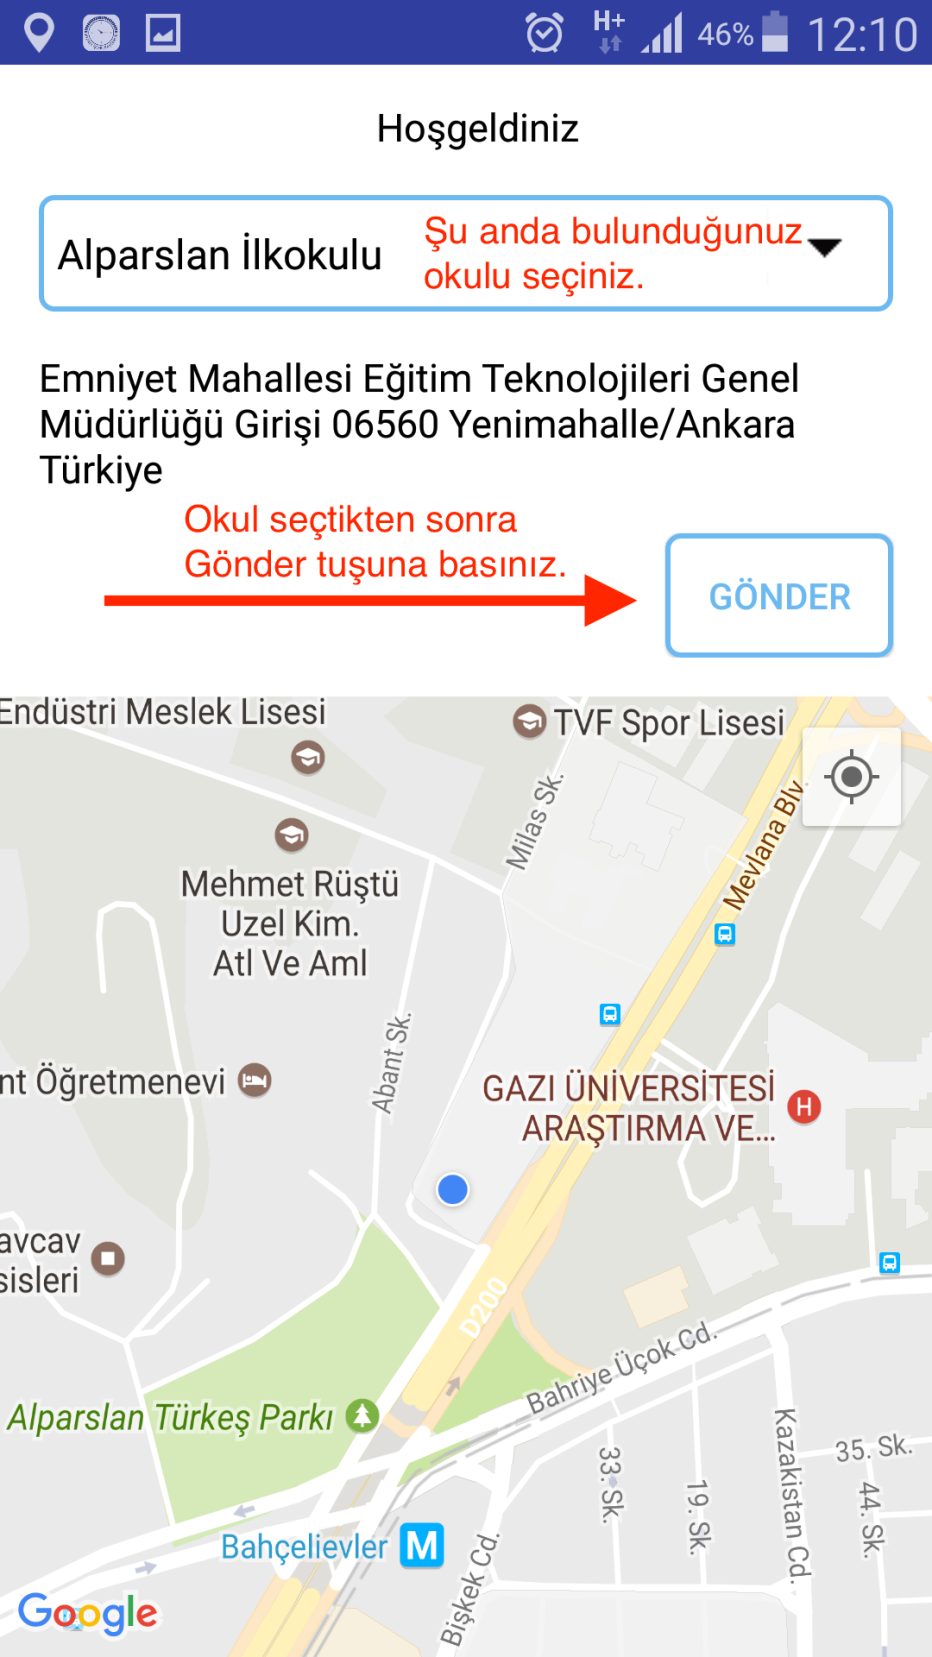 H+
46%
12:10
Hoşgeldiniz
Alparslan İlkokulu
Şu anda bulunduğunuz
okulu seçiniz.
Emniyet Mahallesi Eğitim Teknolojileri Genel
Müdürlüğü Girişi 06560 Yenimahalle/Ankara
Türkiye
Okul seçtikten sonra
Gönder tuşuna basınız.
GÖNDER
Endüstri Meslek Lisesi
TVF Spor Lisesi
Milas Sk.
Mevlana Blv.
Mehmet Rüştü
Uzel Kim.
Atl Ve Aml
Abant Sk.
nt Öğretmenevi
GAZI ÜNİVERSİTESİ
ARAŞTIRMA VE...
H
avcav
sisleri
D200
Bahriye Üçok Cd.
Alparslan Türkeş Parkı
Kazakistan Cd.
35. Sk.
33. Sk.
19. Sk.
44. Sk.
Bahçelievler
M
Bişkek Cd.
Google